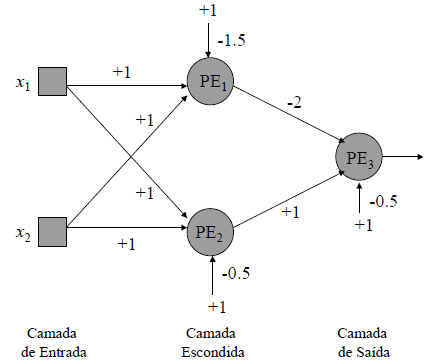 +1
-1.5
x1
+1
PE1
-2
+1
PE3
+1
-0.5
x2
+1
PE2
+1
+1
-0.5
+1
Camada
de Entrada
Camada
Escondida
Camada
de Saída